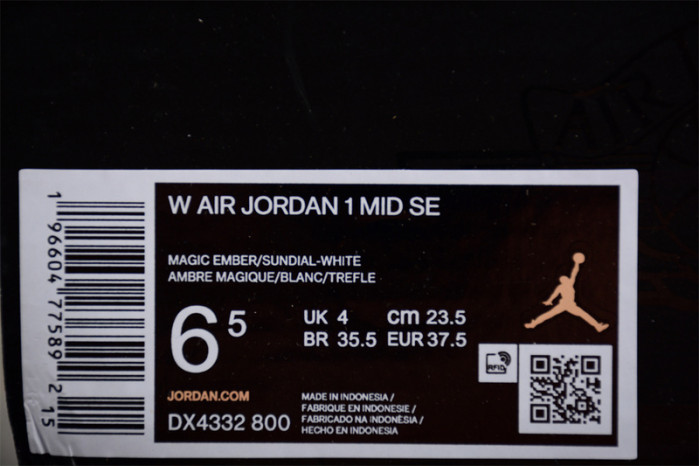 AIR
W AIR JORDAN 1 MID SE
MAGIC EMBER/SUNDIAL-WHITE
AMBRE MAGIQUE/BLANC/TREFLE
6 5
UK 4 cm 23.5
BR 35.5 EUR 37.5
RFID
JORDAN.COM
DX4332 800
MADE IN INDONESIA /
FABRIQUE EN INDONESIE /
FABRICADO NA INDONÉSIA /
HECHO EN INDONESIA
1 96604 77589 2 15